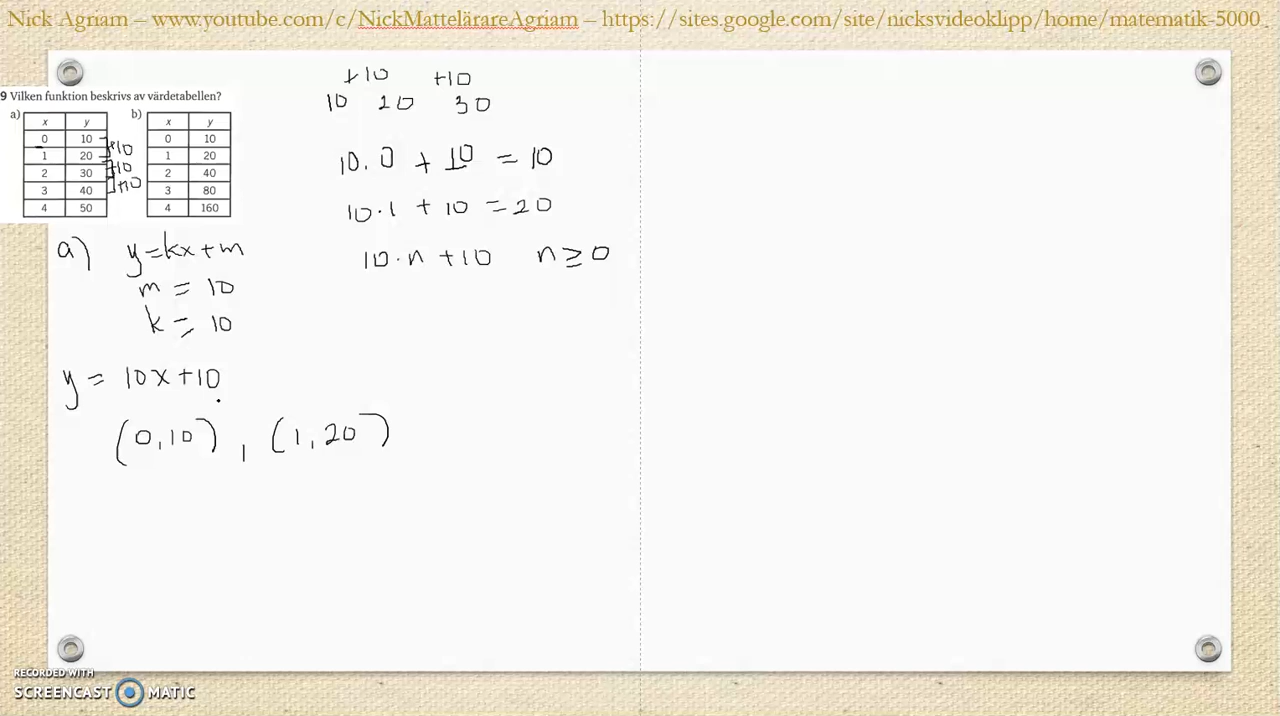 Nick Agriam – www.youtube.com/c/NickMattelärareAgriam – https://sites.google.com/site/nicksvideoklipp/home/matematik-5000
9 Vilken funktion beskrivs av värdetabellen?
a)
x y
0 10
1 20
2 30
3 40
4 50
+10
+10
+10
b)
x y
0 10
1 20
2 40
3 80
4 160
+10 +10
10 20 30
10·0 + 10 = 10
10·1 + 10 = 20
10·n + 10 n ≥ 0
a) y=kx+m
m = 10
k = 10
y = 10x+10
(0,10), (1,20)
RECORDED WITH
SCREENCAST MATIC